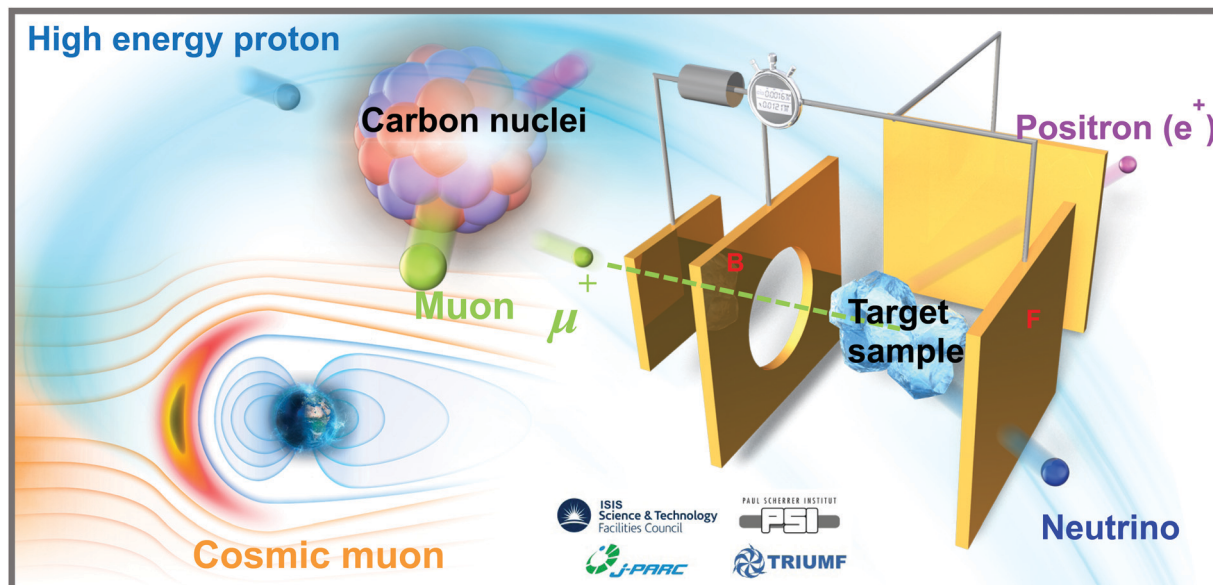 High energy proton
Carbon nuclei
Positron (e⁺)
B
Muon
μ⁺
Target
sample
F
Cosmic muon
ISIS
Science & Technology
Facilities Council
PAUL SCHERRER INSTITUT
PSI
J-PARC
TRIUMF
Neutrino